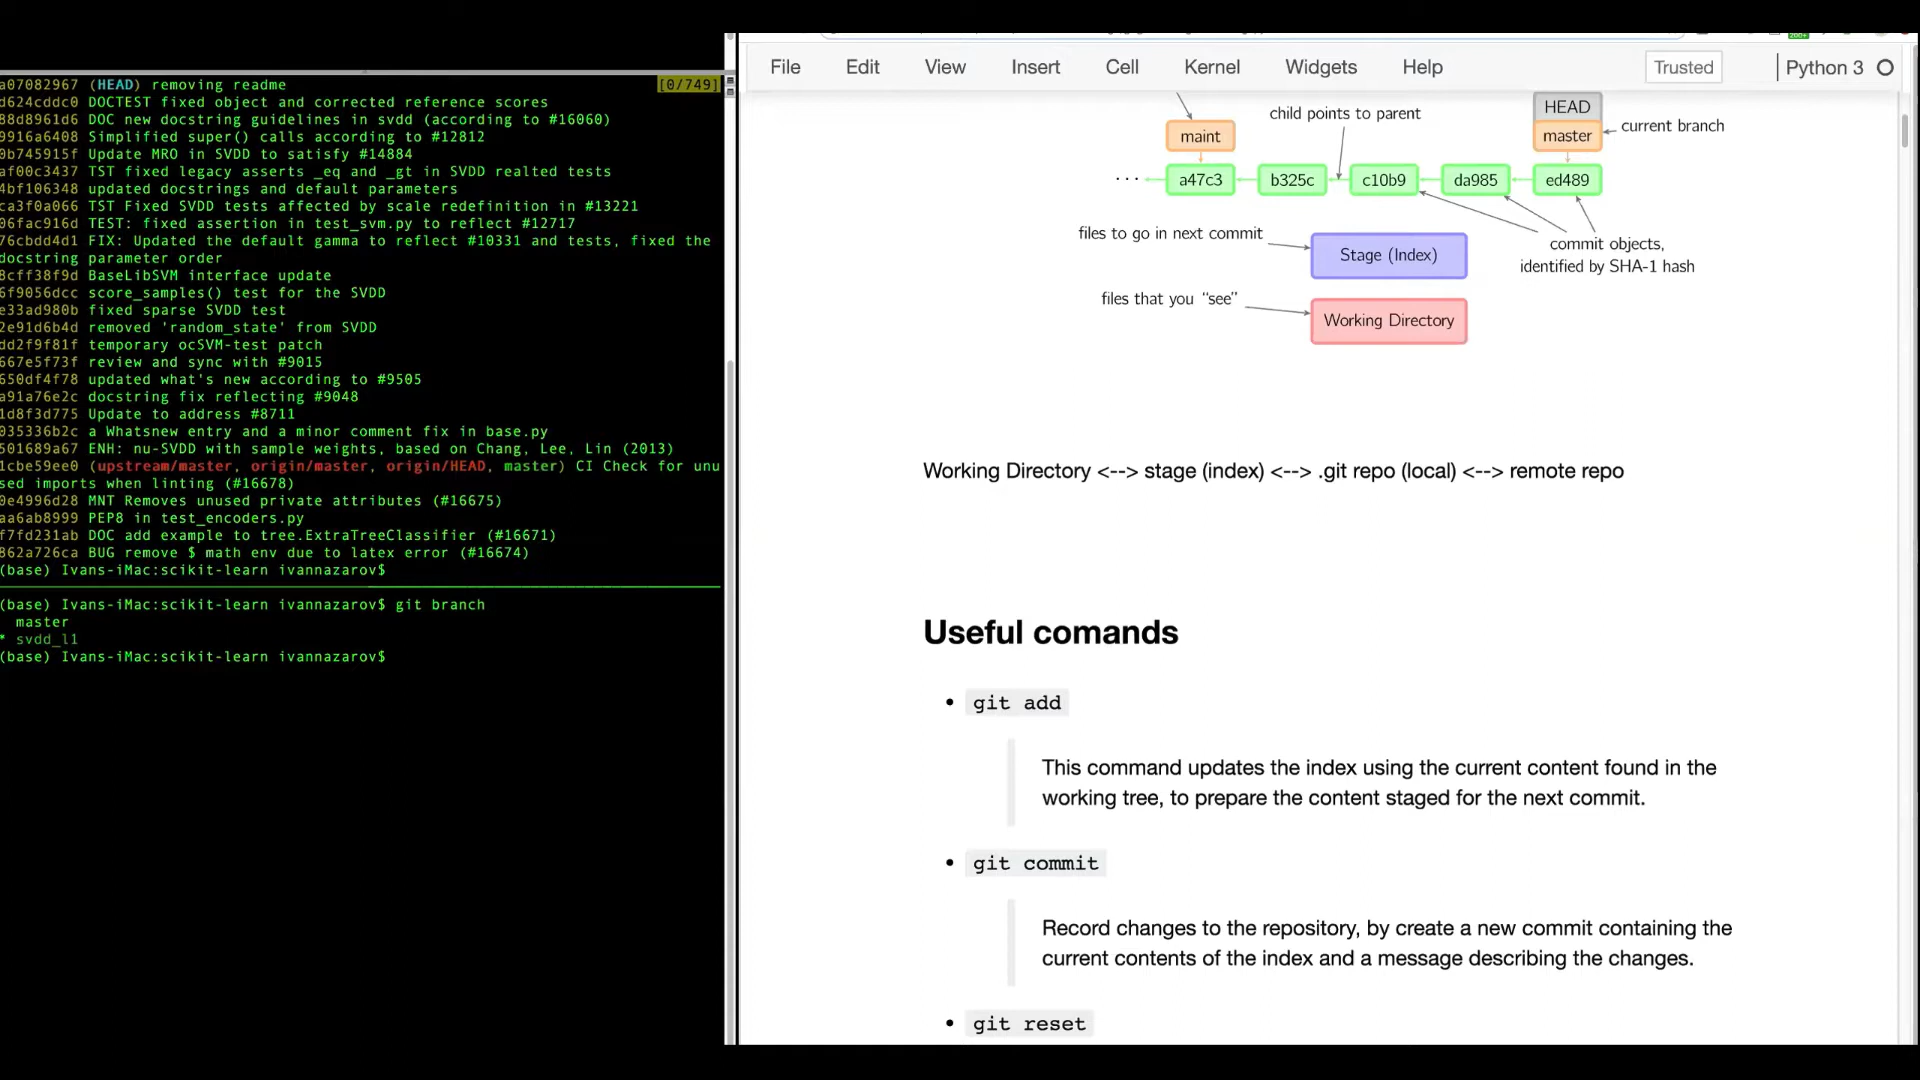 a07082967 (HEAD) removing readme [0/749]
d624cddc0 DOCTEST fixed object and corrected reference scores
88d8961d6 DOC new docstring guidelines in svdd (according to #16060)
9916a6408 Simplified super() calls according to #12812
0b745915f Update MRO in SVDD to satisfy #14884
af00c3437 TST fixed legacy asserts _eq and _gt in SVDD realted tests
4bf106348 updated docstrings and default parameters
ca3f0a066 TST Fixed SVDD tests affected by scale redefinition in #13221
06fac916d TEST: fixed assertion in test_svm.py to reflect #12717
76cbdd4d1 FIX: Updated the default gamma to reflect #10331 and tests, fixed the
docstring parameter order
8cff38f9d BaseLibSVM interface update
6f9056dcc score_samples() test for the SVDD
e33ad980b fixed sparse SVDD test
2e91d6b4d removed 'random_state' from SVDD
dd2f9f81f temporary ocSVM-test patch
667e5f73f review and sync with #9015
650df4f78 updated what's new according to #9505
a91a76e2c docstring fix reflecting #9048
1d8f3d775 Update to address #8711
035336b2c a Whatsnew entry and a minor comment fix in base.py
501689a67 ENH: nu-SVDD with sample weights, based on Chang, Lee, Lin (2013)
1cbe59ee0 (upstream/master, origin/master, origin/HEAD, master) CI Check for unu
sed imports when linting (#16678)
0e4996d28 MNT Removes unused private attributes (#16675)
aa6ab8999 PEP8 in test_encoders.py
f7fd231ab DOC add example to tree.ExtraTreeClassifier (#16671)
862a726ca BUG remove $ math env due to latex error (#16674)
(base) Ivans-iMac:scikit-learn ivannazarov$
(base) Ivans-iMac:scikit-learn ivannazarov$ git branch
master
* svdd_l1
(base) Ivans-iMac:scikit-learn ivannazarov$
File Edit View Insert Cell Kernel Widgets Help Trusted Python 3
HEAD
child points to parent
maint master current branch
... a47c3 b325c c10b9 da985 ed489
files to go in next commit
Stage (Index)
commit objects,
identified by SHA-1 hash
files that you “see”
Working Directory
Working Directory <--> stage (index) <--> .git repo (local) <--> remote repo
Useful comands
• git add
This command updates the index using the current content found in the
working tree, to prepare the content staged for the next commit.
• git commit
Record changes to the repository, by create a new commit containing the
current contents of the index and a message describing the changes.
• git reset